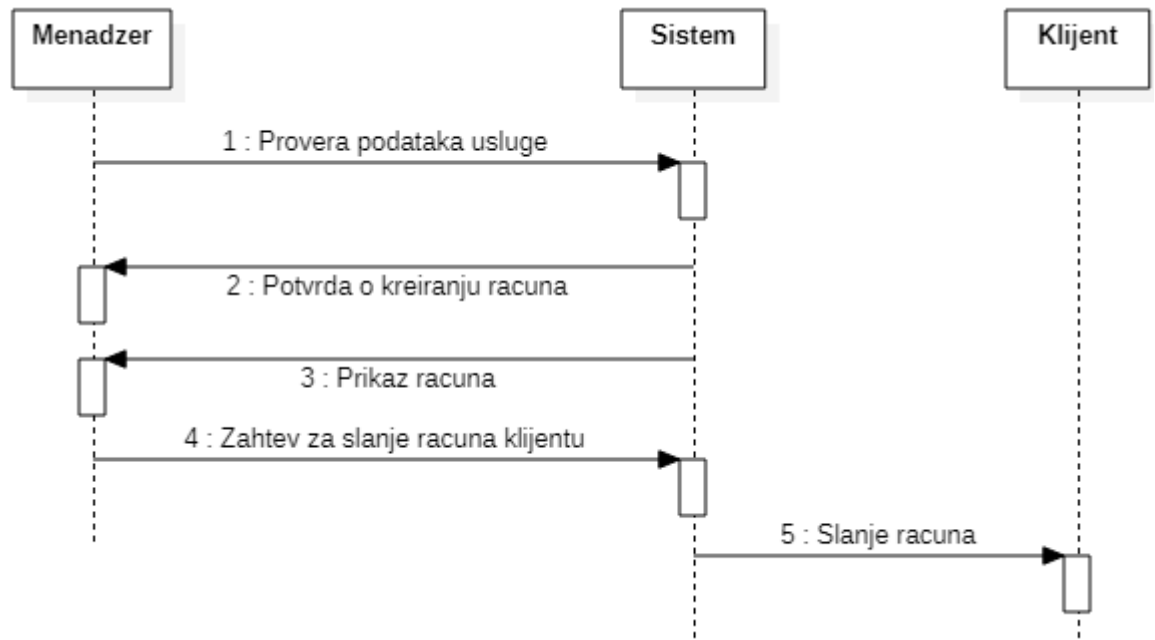 Menadzer
Sistem
Klijent
1 : Provera podataka usluge
2 : Potvrda o kreiranju racuna
3 : Prikaz racuna
4 : Zahtev za slanje racuna klijentu
5 : Slanje racuna